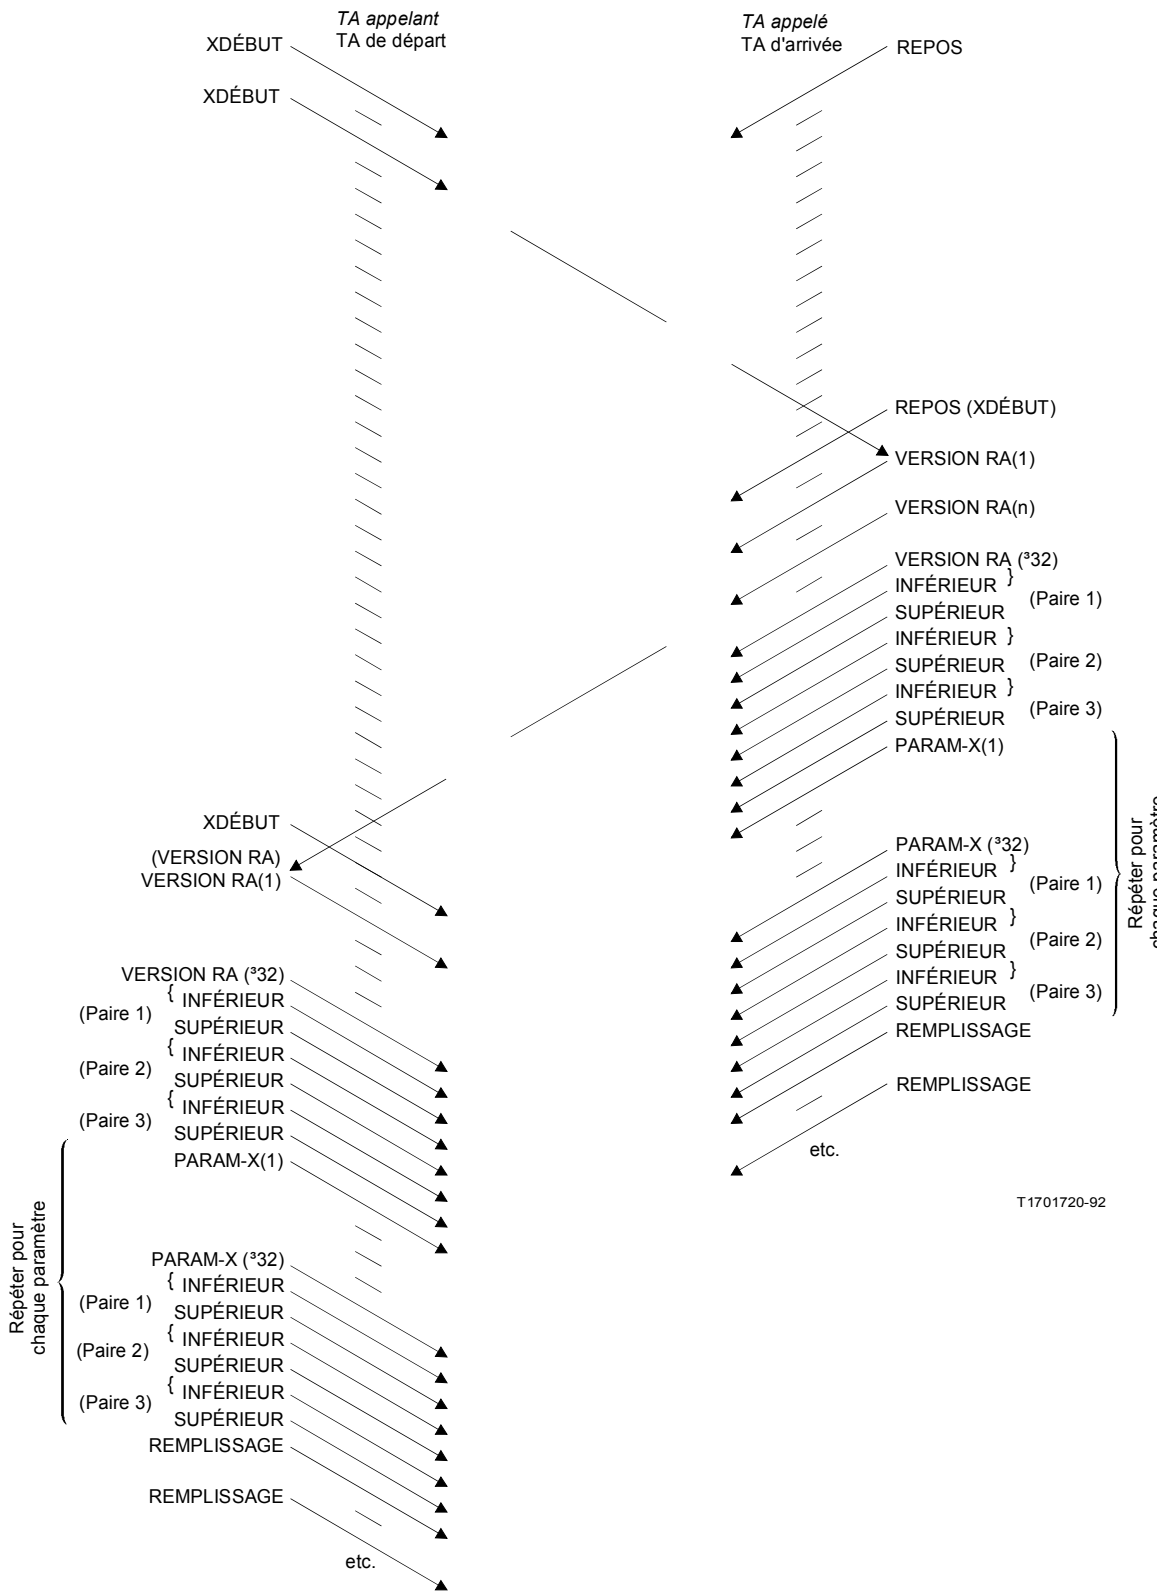 TA appelant
TA de départ
TA appelé
TA d'arrivée
XDÉBUT
REPOS
XDÉBUT
REPOS (XDÉBUT)
VERSION RA(1)
VERSION RA(n)
VERSION RA (³32)
INFÉRIEUR }
(Paire 1)
SUPÉRIEUR
INFÉRIEUR }
(Paire 2)
SUPÉRIEUR
INFÉRIEUR }
(Paire 3)
SUPÉRIEUR
PARAM-X(1)
PARAM-X (³32)
INFÉRIEUR }
(Paire 1)
SUPÉRIEUR
INFÉRIEUR }
(Paire 2)
SUPÉRIEUR
INFÉRIEUR }
(Paire 3)
SUPÉRIEUR
REMPLISSAGE
REMPLISSAGE
etc.
Répéter pour
chaque paramètre
T1701720-92
XDÉBUT
(VERSION RA)
VERSION RA(1)
VERSION RA (³32)
{ INFÉRIEUR
(Paire 1)
SUPÉRIEUR
{ INFÉRIEUR
(Paire 2)
SUPÉRIEUR
{ INFÉRIEUR
(Paire 3)
SUPÉRIEUR
PARAM-X(1)
PARAM-X (³32)
{ INFÉRIEUR
(Paire 1)
SUPÉRIEUR
{ INFÉRIEUR
(Paire 2)
SUPÉRIEUR
{ INFÉRIEUR
(Paire 3)
SUPÉRIEUR
REMPLISSAGE
REMPLISSAGE
etc.
Répéter pour
chaque paramètre